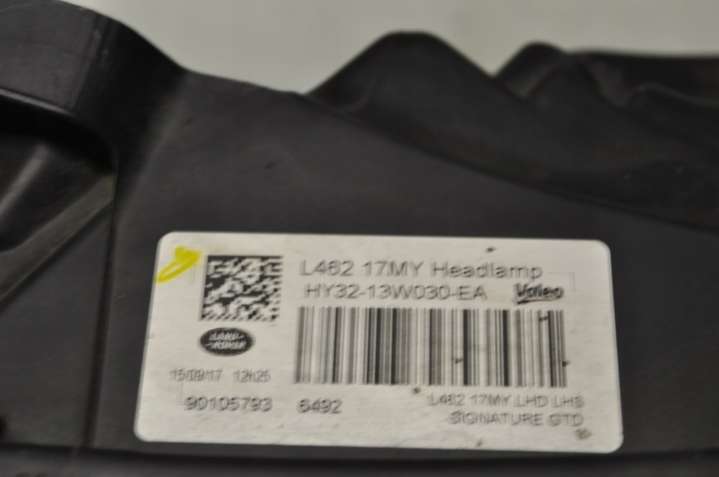 L462 17MY Headlamp
HY32-13W030-EA Valeo
LAND-
-ROVER
15/09/17 12h25
90105793 6492
L462 17MY LHD LHS
SIGNATURE GTD